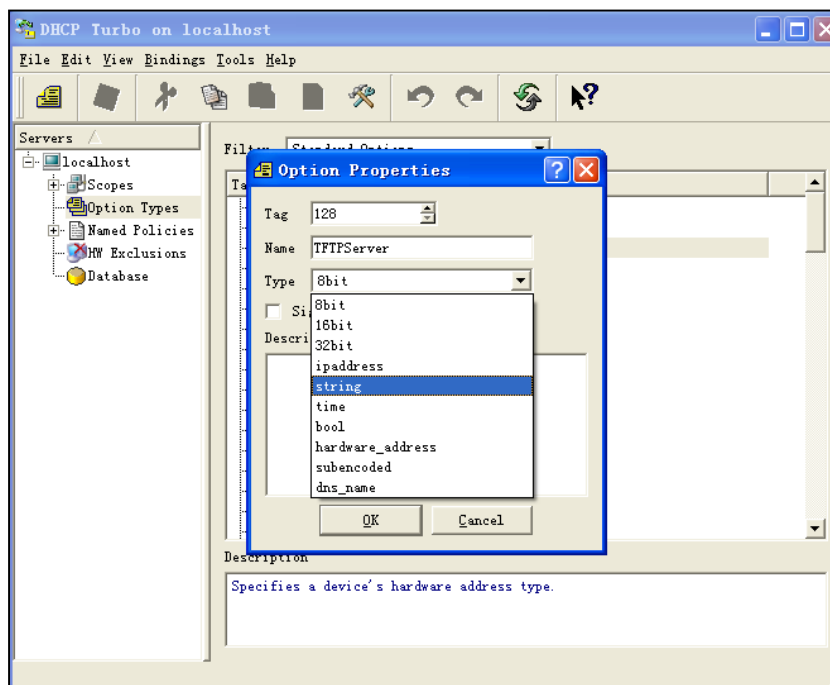 DHCP Turbo on localhost
File Edit View Bindings Tools Help
Servers
localhost
Scopes
Option Types
Named Policies
HW Exclusions
Database
Option Properties
Tag 128
Name TFTPServer
Type 8bit
8bit
16bit
32bit
ipaddress
string
time
bool
hardware_address
subencoded
dns_name
OK Cancel
Description
Specifies a device's hardware address type.